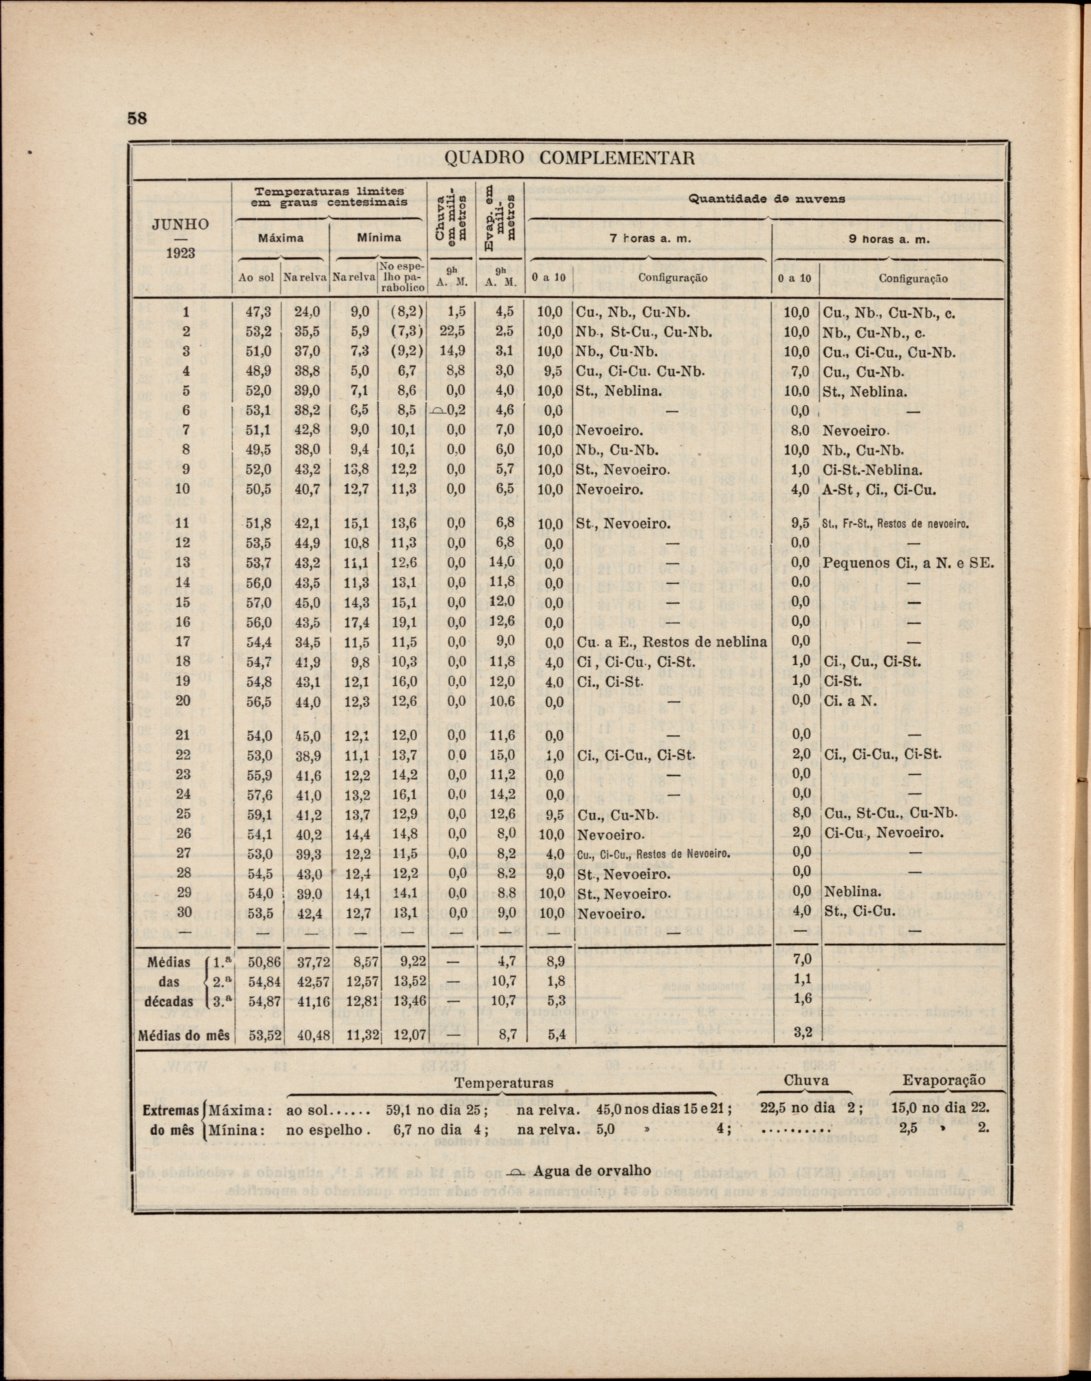 58
QUADRO COMPLEMENTAR
JUNHO
—
1923
Temperaturas limites
em graus centesimais
Chuva
em mili-
metros
Evap. em
mili-
metros
Quantidade de nuvens
Máxima Mínima 7 horas a. m. 9 horas a. m.
Ao sol Na relva Na relva No espe-
lho pa-
rabolico 9h
A. M. 9h
A. M. 0 a 10 Configuração 0 a 10 Configuração
1 47,3 24,0 9,0 (8,2) 1,5 4,5 10,0 Cu., Nb., Cu-Nb. 10,0 Cu., Nb., Cu-Nb., c.
2 53,2 35,5 5,9 (7,3) 22,5 2,5 10,0 Nb., St-Cu., Cu-Nb. 10,0 Nb., Cu-Nb., c.
3 51,0 37,0 7,3 (9,2) 14,9 3,1 10,0 Nb., Cu-Nb. 10,0 Cu., Ci-Cu., Cu-Nb.
4 48,9 38,8 5,0 6,7 8,8 3,0 9,5 Cu., Ci-Cu. Cu-Nb. 7,0 Cu., Cu-Nb.
5 52,0 39,0 7,1 8,6 0,0 4,0 10,0 St., Neblina. 10,0 St., Neblina.
6 53,1 38,2 6,5 8,5 ⌓0,2 4,6 0,0 — 0,0 —
7 51,1 42,8 9,0 10,1 0,0 7,0 10,0 Nevoeiro. 8,0 Nevoeiro.
8 49,5 38,0 9,4 10,1 0,0 6,0 10,0 Nb., Cu-Nb. 10,0 Nb., Cu-Nb.
9 52,0 43,2 13,8 12,2 0,0 5,7 10,0 St., Nevoeiro. 1,0 Ci-St.-Neblina.
10 50,5 40,7 12,7 11,3 0,0 6,5 10,0 Nevoeiro. 4,0 A-St, Ci., Ci-Cu.
11 51,8 42,1 15,1 13,6 0,0 6,8 10,0 St., Nevoeiro. 9,5 St., Fr-St., Restos de nevoeiro.
12 53,5 44,9 10,8 11,3 0,0 6,8 0,0 — 0,0 —
13 53,7 43,2 11,1 12,6 0,0 14,0 0,0 — 0,0 Pequenos Ci., a N. e SE.
14 56,0 43,5 11,3 13,1 0,0 11,8 0,0 — 0,0 —
15 57,0 45,0 14,3 15,1 0,0 12,0 0,0 — 0,0 —
16 56,0 43,5 17,4 19,1 0,0 12,6 0,0 — 0,0 —
17 54,4 34,5 11,5 11,5 0,0 9,0 0,0 Cu. a E., Restos de neblina 0,0 —
18 54,7 41,9 9,8 10,3 0,0 11,8 4,0 Ci, Ci-Cu., Ci-St. 1,0 Ci., Cu., Ci-St.
19 54,8 43,1 12,1 16,0 0,0 12,0 4,0 Ci., Ci-St. 1,0 Ci-St.
20 56,5 44,0 12,3 12,6 0,0 10,6 0,0 — 0,0 Ci. a N.
21 54,0 45,0 12,1 12,0 0,0 11,6 0,0 — 0,0 —
22 53,0 38,9 11,1 13,7 0,0 15,0 1,0 Ci., Ci-Cu., Ci-St. 2,0 Ci., Ci-Cu., Ci-St.
23 55,9 41,6 12,2 14,2 0,0 11,2 0,0 — 0,0 —
24 57,6 41,0 13,2 16,1 0,0 14,2 0,0 — 0,0 —
25 59,1 41,2 13,7 12,9 0,0 12,6 9,5 Cu., Cu-Nb. 8,0 Cu., St-Cu., Cu-Nb.
26 54,1 40,2 14,4 14,8 0,0 8,0 10,0 Nevoeiro. 2,0 Ci-Cu, Nevoeiro.
27 53,0 39,3 12,2 11,5 0,0 8,2 4,0 Cu., Ci-Cu., Restos de Nevoeiro. 0,0 —
28 54,5 43,0 12,4 12,2 0,0 8,2 9,0 St., Nevoeiro. 0,0 —
29 54,0 39,0 14,1 14,1 0,0 8,8 10,0 St., Nevoeiro. 0,0 Neblina.
30 53,5 42,4 12,7 13,1 0,0 9,0 10,0 Nevoeiro. 4,0 St., Ci-Cu.
— — — — — — — — — — —
Médias 1.ª 50,86 37,72 8,57 9,22 — 4,7 8,9 7,0
das 2.ª 54,84 42,57 12,57 13,52 — 10,7 1,8 1,1
décadas 3.ª 54,87 41,16 12,81 13,46 — 10,7 5,3 1,6
Médias do mês 53,52 40,48 11,32 12,07 — 8,7 5,4 3,2
Temperaturas Chuva Evaporação
Extremas Máxima: ao sol...... 59,1 no dia 25; na relva. 45,0 nos dias 15 e 21; 22,5 no dia 2; 15,0 no dia 22.
do mês Mínina: no espelho. 6,7 no dia 4; na relva. 5,0 » 4; .......... 2,5 » 2.
⌓ Agua de orvalho